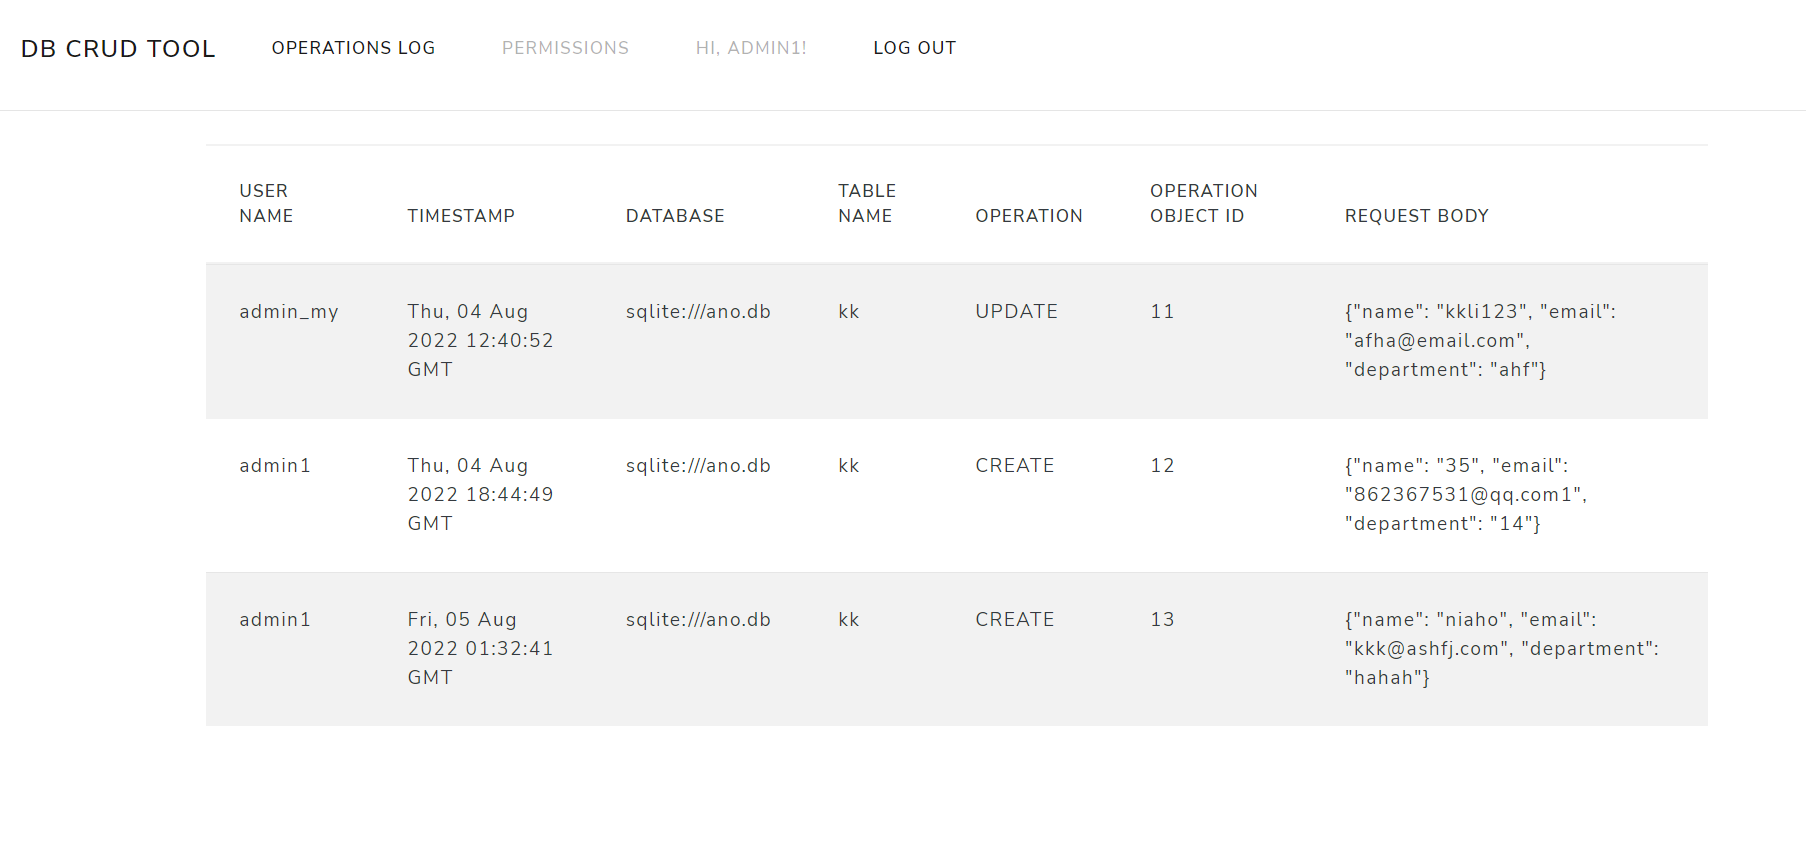 DB CRUD TOOL OPERATIONS LOG PERMISSIONS HI, ADMIN1! LOG OUT
USER NAME TIMESTAMP DATABASE TABLE NAME OPERATION OPERATION OBJECT ID REQUEST BODY
admin_my Thu, 04 Aug 2022 12:40:52 GMT sqlite:///ano.db kk UPDATE 11 {"name": "kkli123", "email": "afha@email.com", "department": "ahf"}
admin1 Thu, 04 Aug 2022 18:44:49 GMT sqlite:///ano.db kk CREATE 12 {"name": "35", "email": "862367531@qq.com1", "department": "14"}
admin1 Fri, 05 Aug 2022 01:32:41 GMT sqlite:///ano.db kk CREATE 13 {"name": "niaho", "email": "kkk@ashfj.com", "department": "hahah"}